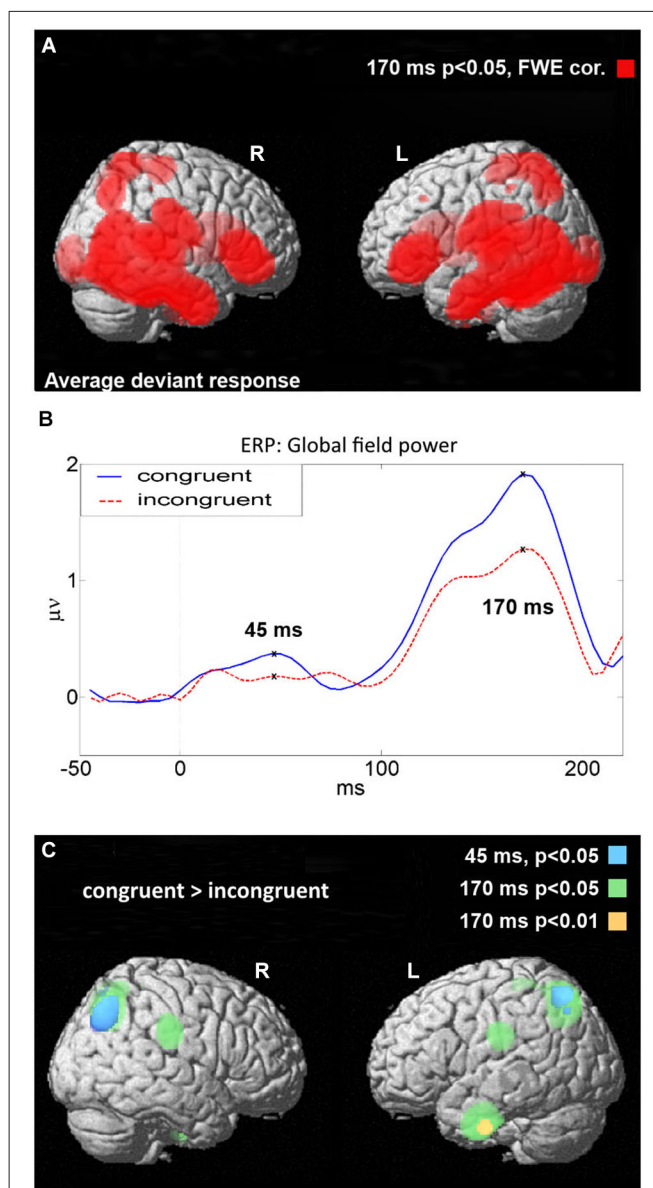 A
170 ms p<0.05, FWE cor.
R
L
Average deviant response
B
ERP: Global field power
2
congruent
incongruent
1
μν
45 ms
170 ms
0
-50
0
100
200
ms
C
45 ms, p<0.05
170 ms p<0.05
170 ms p<0.01
congruent > incongruent
R
L